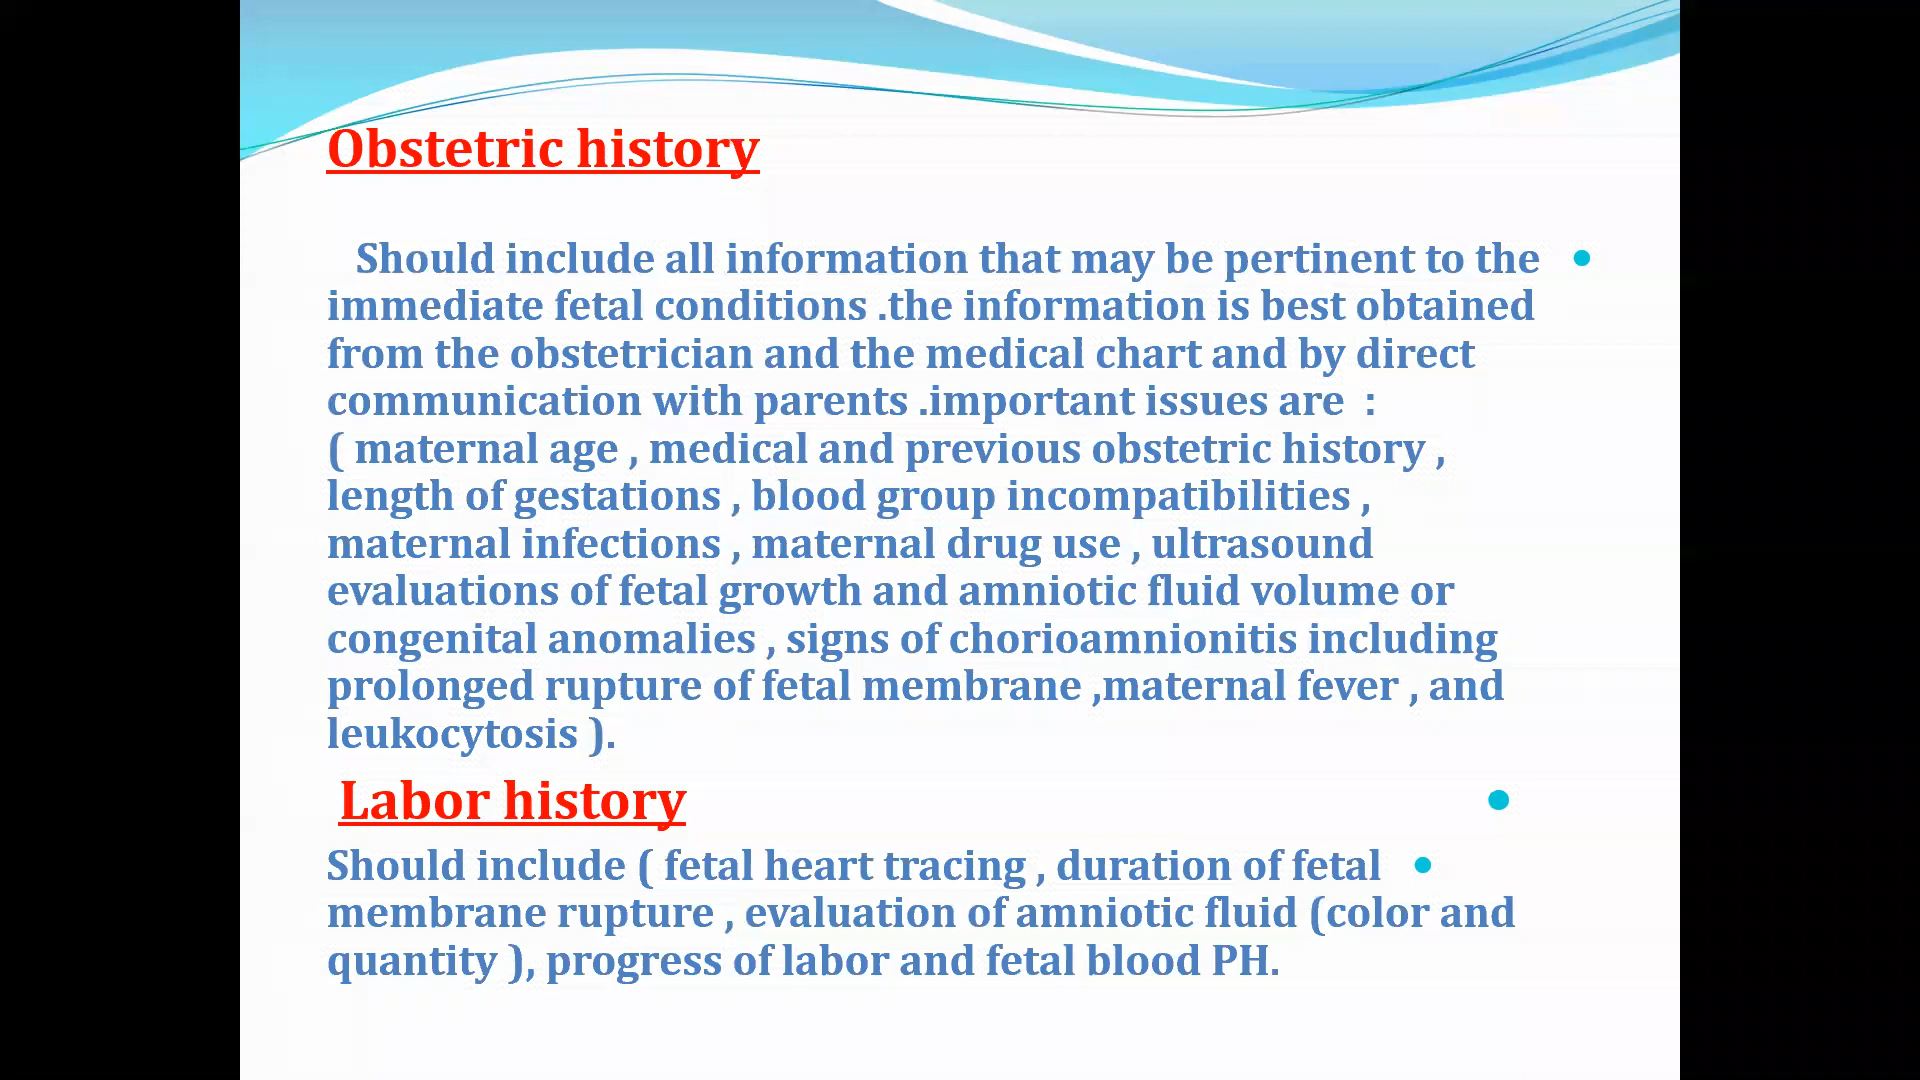 Obstetric history
Should include all information that may be pertinent to the
immediate fetal conditions .the information is best obtained
from the obstetrician and the medical chart and by direct
communication with parents .important issues are :
( maternal age , medical and previous obstetric history ,
length of gestations , blood group incompatibilities ,
maternal infections , maternal drug use , ultrasound
evaluations of fetal growth and amniotic fluid volume or
congenital anomalies , signs of chorioamnionitis including
prolonged rupture of fetal membrane ,maternal fever , and
leukocytosis ).
Labor history
Should include ( fetal heart tracing , duration of fetal
membrane rupture , evaluation of amniotic fluid (color and
quantity ), progress of labor and fetal blood PH.